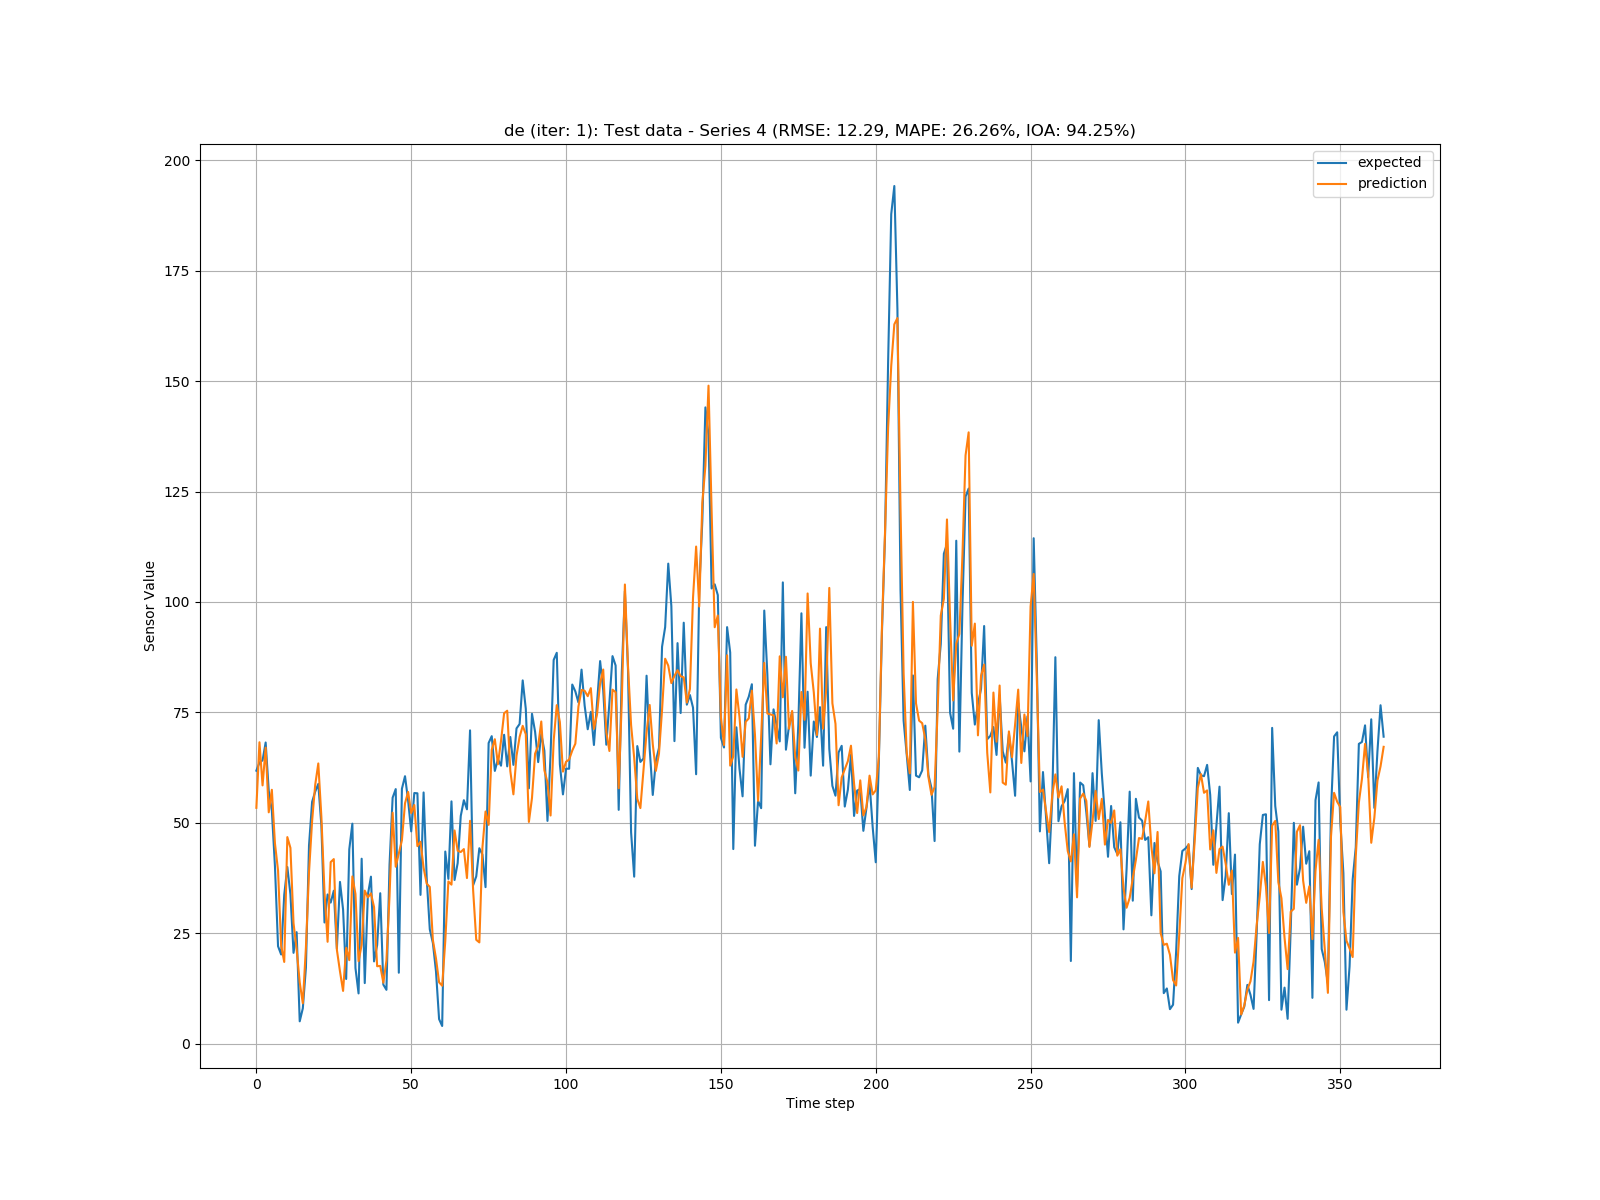 de (iter: 1): Test data - Series 4 (RMSE: 12.29, MAPE: 26.26%, IOA: 94.25%)
expected
prediction
200
175
150
125
100
75
50
25
0
Sensor Value
0 50 100 150 200 250 300 350
Time step